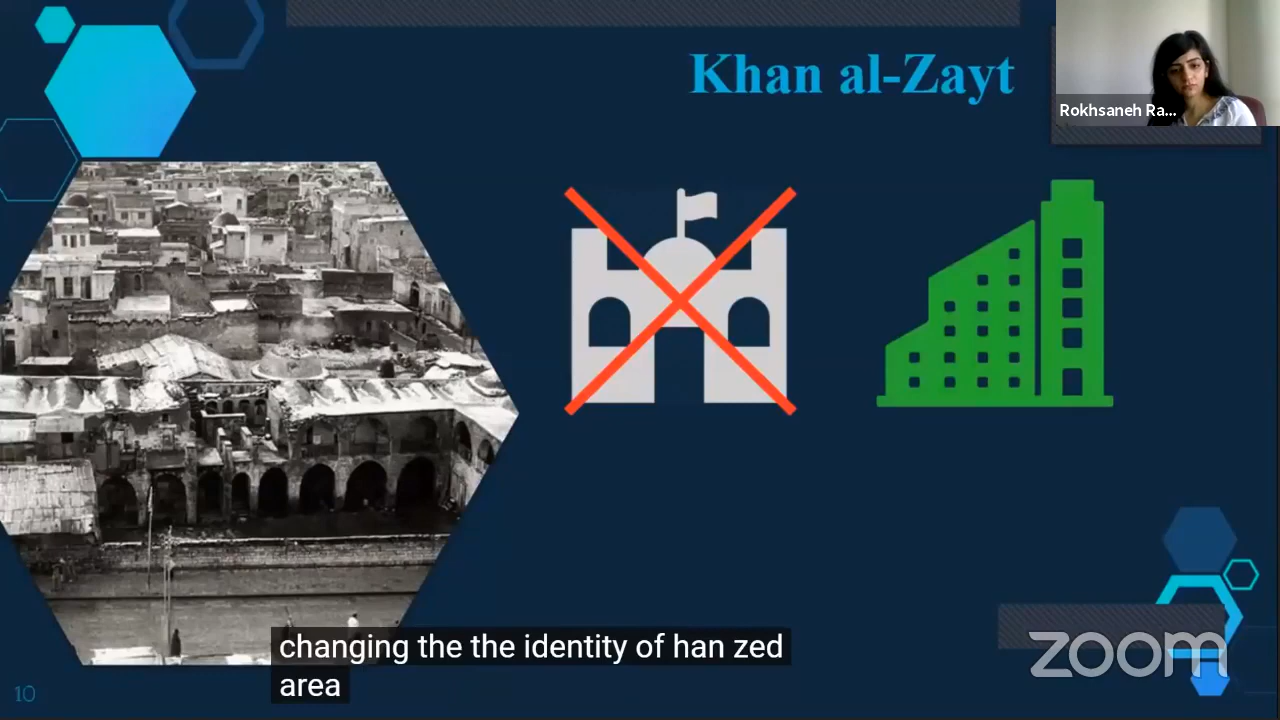 Khan al-Zayt
Rokhsaneh Ra...
changing the the identity of han zed
area
zoom
10